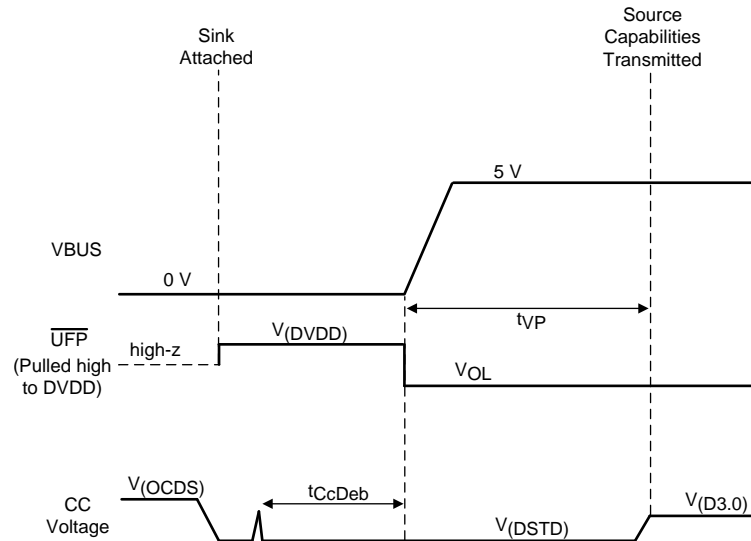 Sink
Attached
Source
Capabilities
Transmitted
5 V
VBUS
0 V
tVP
UFP
(Pulled high
to DVDD)
high-z
V(DVDD)
VOL
CC
Voltage
V(OCDS)
tCcDeb
V(DSTD)
V(D3.0)